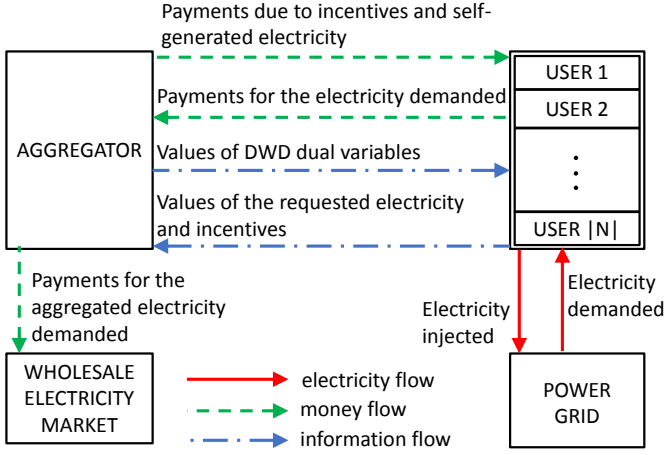 Payments due to incentives and self-
generated electricity
AGGREGATOR
USER 1
Payments for the electricity demanded
USER 2
Values of DWD dual variables
⋮
Values of the requested electricity
and incentives
USER |N|
Payments for the
aggregated electricity
demanded
Electricity
injected
Electricity
demanded
WHOLESALE
ELECTRICITY
MARKET
electricity flow
money flow
information flow
POWER
GRID